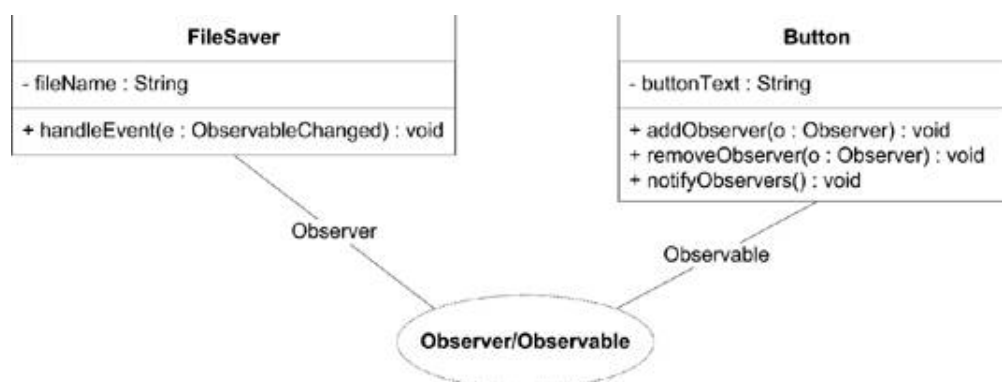 FileSaver
- fileName : String
+ handleEvent(e : ObservableChanged) : void
Button
- buttonText : String
+ addObserver(o : Observer) : void
+ removeObserver(o : Observer) : void
+ notifyObservers() : void
Observer
Observable
Observer/Observable